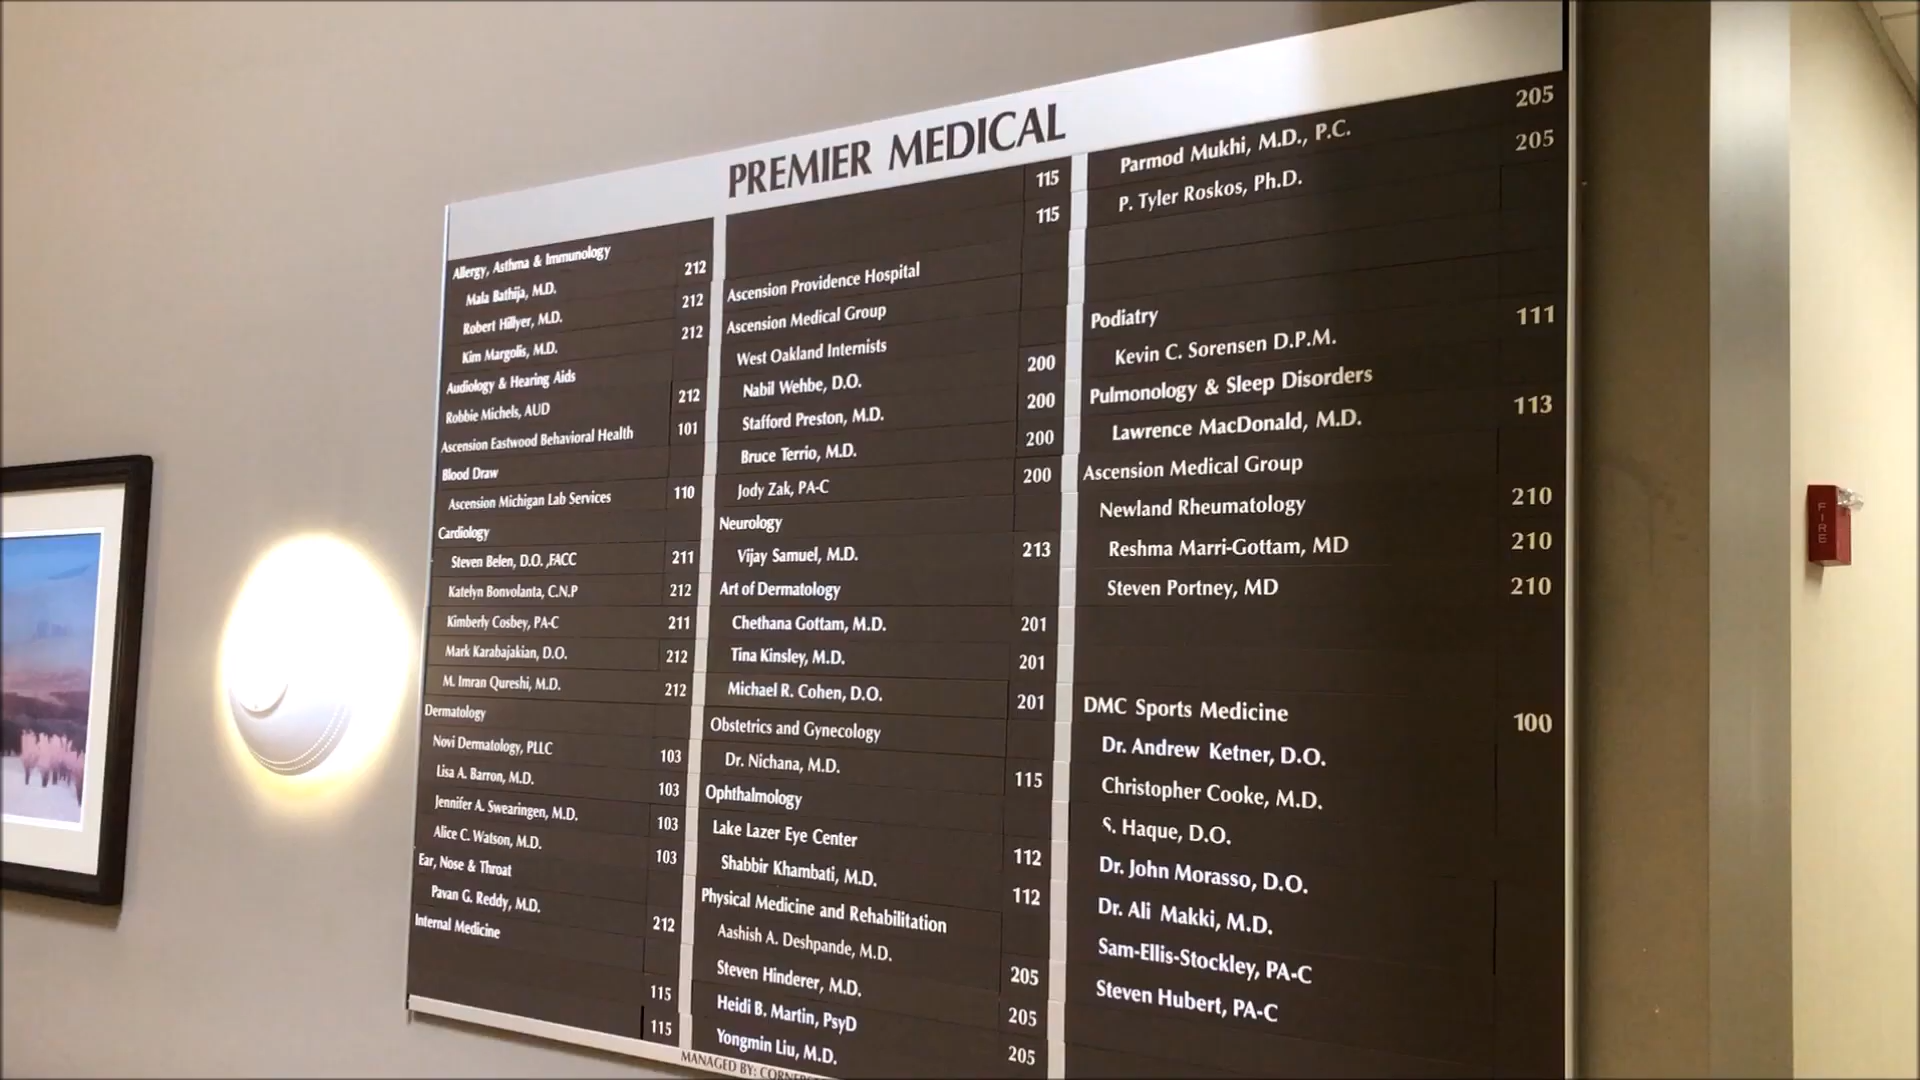 PREMIER MEDICAL
Allergy, Asthma & Immunology
Mala Bathija, M.D. 212
Robert Hillyer, M.D. 212
Kim Margolis, M.D. 212
Audiology & Hearing Aids
Robbie Michels, AUD 212
Ascension Eastwood Behavioral Health 101
Blood Draw
Ascension Michigan Lab Services 110
Cardiology
Steven Belen, D.O. ,FACC 211
Katelyn Bonvolanta, C.N.P 212
Kimberly Cosbey, PA-C 211
Mark Karabajakian, D.O. 212
M. Imran Qureshi, M.D. 212
Dermatology
Novi Dermatology, PLLC 103
Lisa A. Barron, M.D. 103
Jennifer A. Swearingen, M.D. 103
Alice C. Watson, M.D. 103
Ear, Nose & Throat
Pavan G. Reddy, M.D. 212
Internal Medicine
115
115
115
115
Ascension Providence Hospital
Ascension Medical Group
West Oakland Internists
Nabil Wehbe, D.O. 200
Stafford Preston, M.D. 200
Bruce Terrio, M.D. 200
Jody Zak, PA-C 200
Neurology
Vijay Samuel, M.D. 213
Art of Dermatology
Chethana Gottam, M.D. 201
Tina Kinsley, M.D. 201
Michael R. Cohen, D.O. 201
Obstetrics and Gynecology
Dr. Nichana, M.D. 115
Ophthalmology
Lake Lazer Eye Center 112
Shabbir Khambati, M.D. 112
Physical Medicine and Rehabilitation
Aashish A. Deshpande, M.D. 205
Steven Hinderer, M.D. 205
Heidi B. Martin, PsyD 205
Yongmin Liu, M.D.
Parmod Mukhi, M.D., P.C. 205
P. Tyler Roskos, Ph.D. 205
Podiatry
Kevin C. Sorensen D.P.M. 111
Pulmonology & Sleep Disorders
Lawrence MacDonald, M.D. 113
Ascension Medical Group
Newland Rheumatology 210
Reshma Marri-Gottam, MD 210
Steven Portney, MD 210
DMC Sports Medicine 100
Dr. Andrew Ketner, D.O.
Christopher Cooke, M.D.
S. Haque, D.O.
Dr. John Morasso, D.O.
Dr. Ali Makki, M.D.
Sam-Ellis-Stockley, PA-C
Steven Hubert, PA-C
MANAGED BY:
FIRE